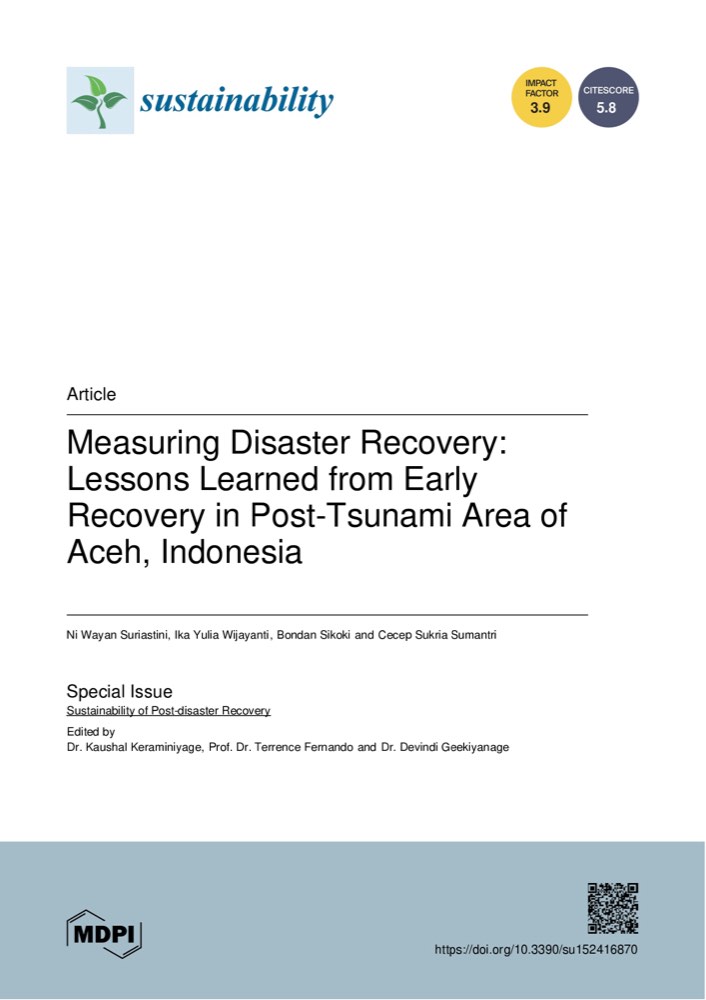 sustainability
IMPACT
FACTOR
3.9
CITESCORE
5.8
Article
Measuring Disaster Recovery:
Lessons Learned from Early
Recovery in Post-Tsunami Area of
Aceh, Indonesia
Ni Wayan Suriastini, Ika Yulia Wijayanti, Bondan Sikoki and Cecep Sukria Sumantri
Special Issue
Sustainability of Post-disaster Recovery
Edited by
Dr. Kaushal Keraminiyage, Prof. Dr. Terrence Fernando and Dr. Devindi Geekiyanage
MDPI
https://doi.org/10.3390/su152416870